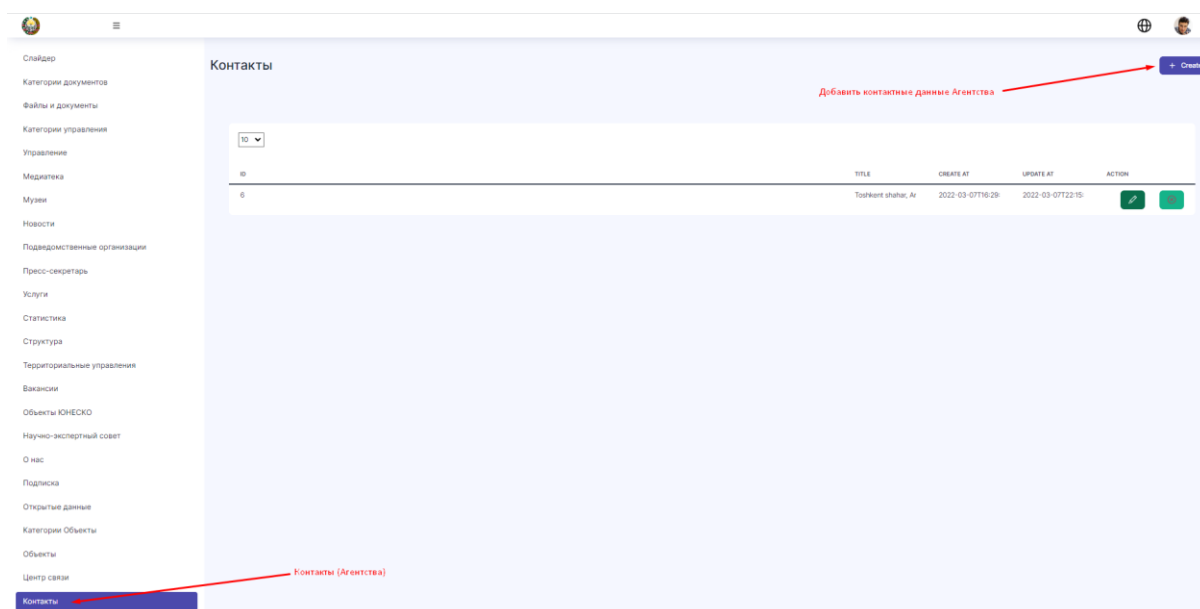 Слайдер
Категории документов
Файлы и документы
Категории управления
Управление
Медиатека
Музеи
Новости
Подведомственные организации
Пресс-секретарь
Услуги
Статистика
Структура
Территориальные управления
Вакансии
Объекты ЮНЕСКО
Научно-экспертный совет
О нас
Подписка
Открытые данные
Категории Объекты
Объекты
Центр связи
Контакты
Контакты
+ Create
Добавить контактные данные Агентства
10
ID TITLE CREATE AT UPDATE AT ACTION
6 Toshkent shahar, Ar 2022-03-07T16:29: 2022-03-07T22:15:
Контакты (Агентства)